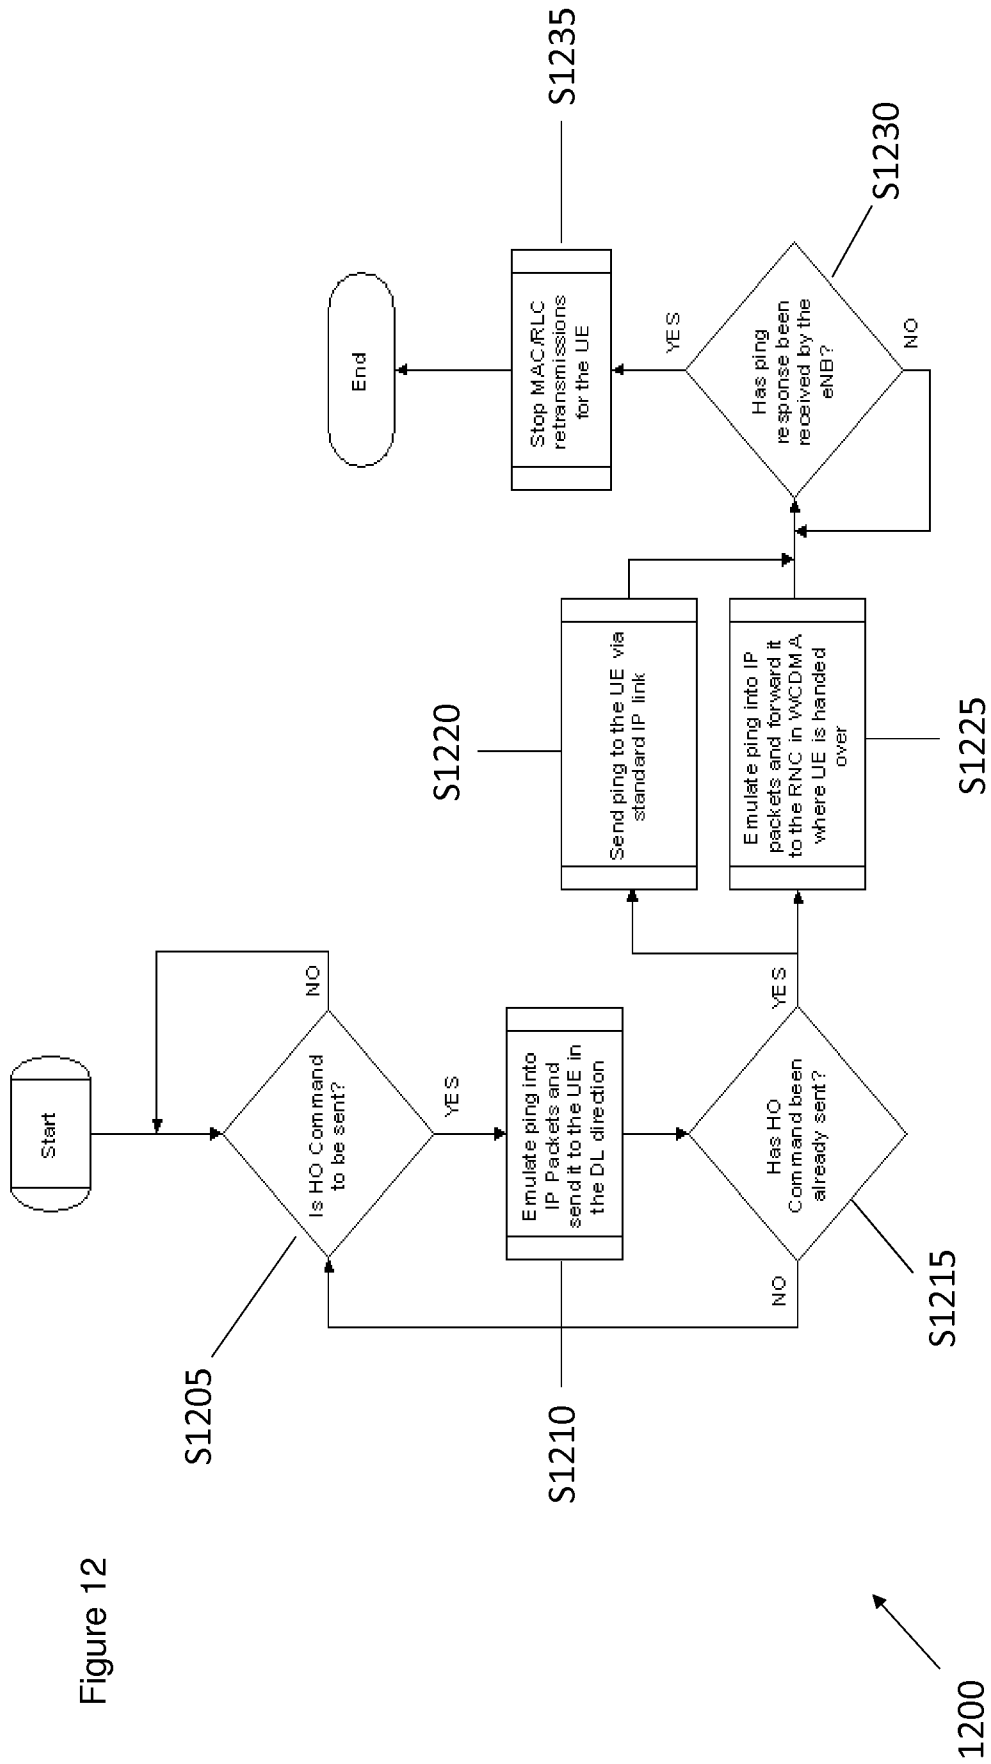 Figure 12
Start
S1205
Is HO Command
to be sent?
NO
YES
S1210
Emulate ping into
IP Packets and
send it to the UE in
the DL direction
S1215
Has HO
Command been
already sent?
NO
YES
S1220
Send ping to the UE via
standard IP link
S1225
Emulate ping into IP
packets and forward it
to the RNC in WCDMA,
where UE is handed
over
S1230
Has ping
response been
received by the
eNB?
NO
YES
S1235
Stop MAC/RLC
retransmissions
for the UE
End
1200